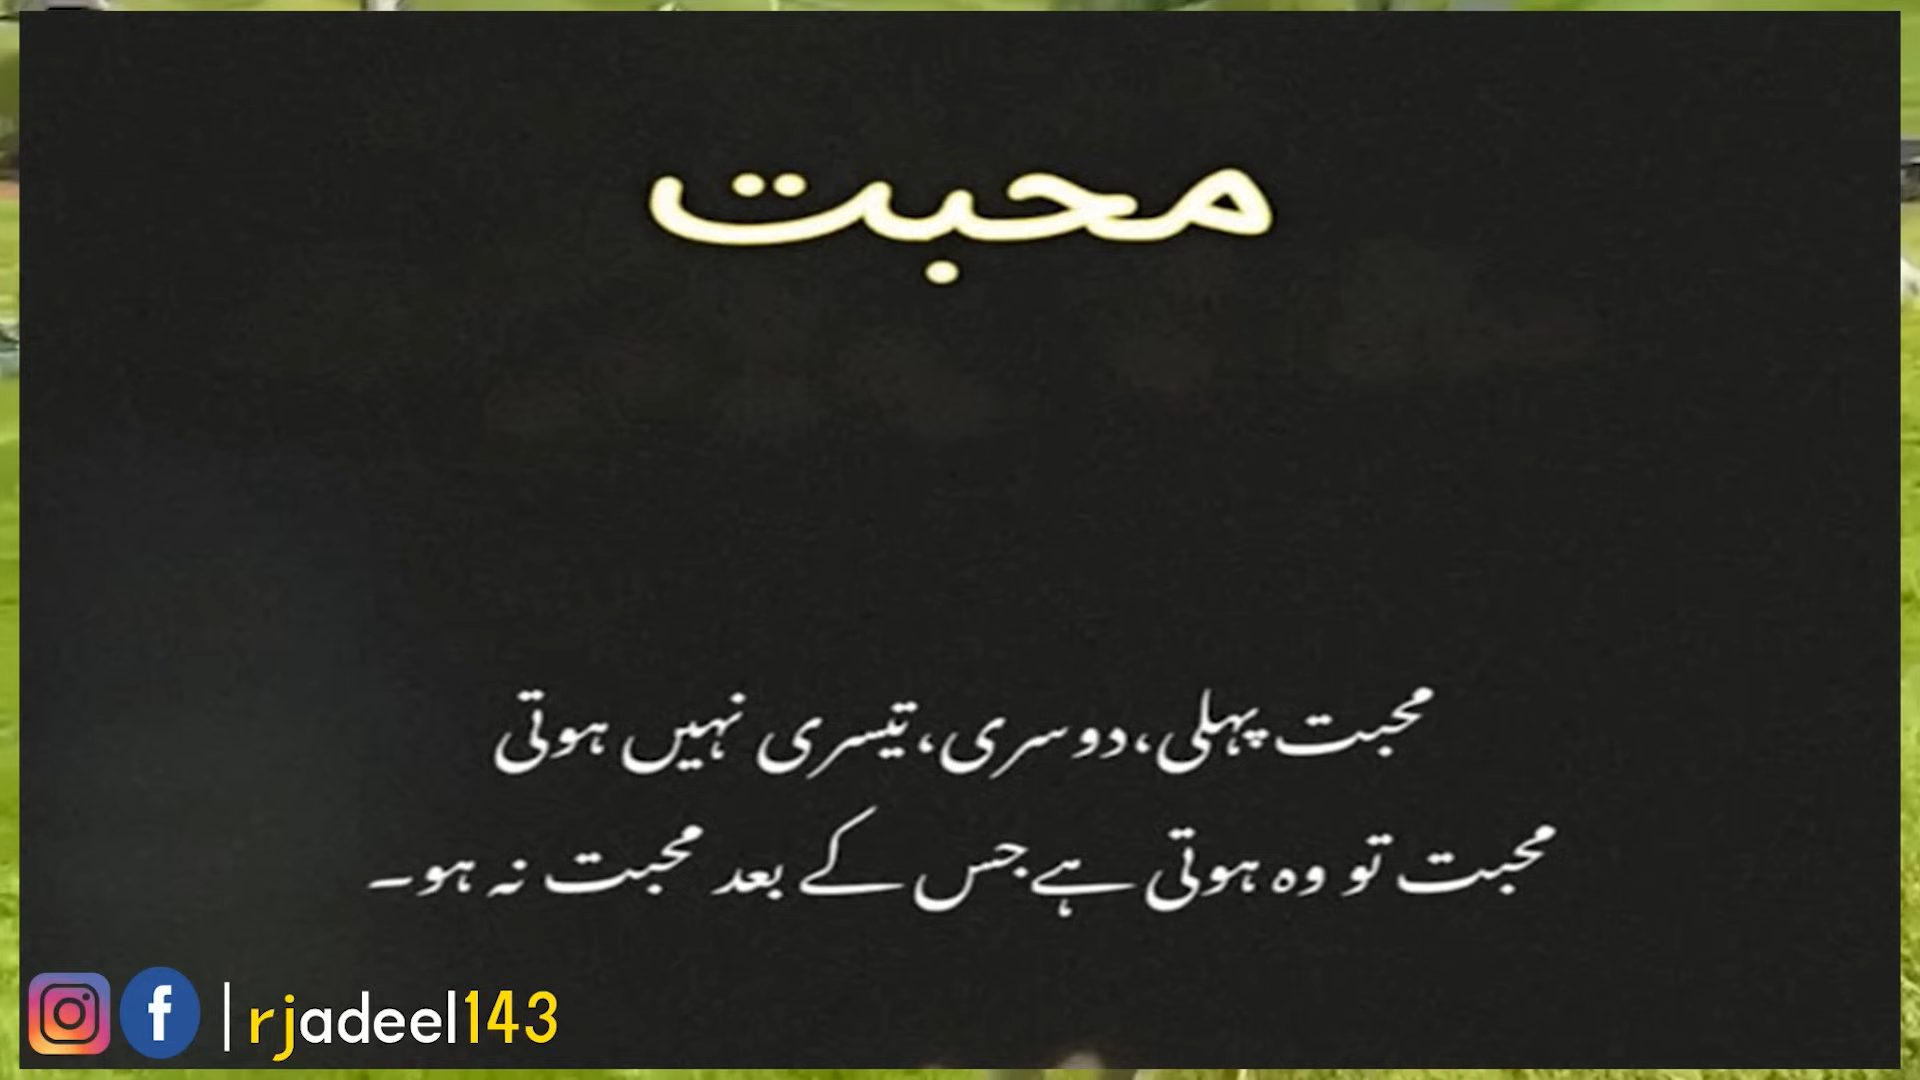 محبت
محبت پہلی، دوسری، تیسری نہیں ہوتی
محبت تو وہ ہوتی ہے جس کے بعد محبت نہ ہو۔
rjadeel143